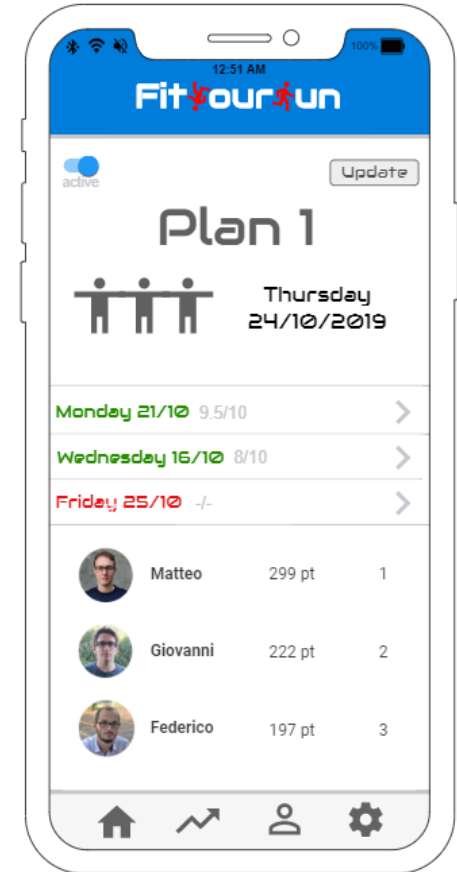 100%
12:51 AM
FitYourRun
active
Update
Plan 1
Thursday
24/10/2019
Monday 21/10 9.5/10
Wednesday 16/10 8/10
Friday 25/10 -/-
Matteo 299 pt 1
Giovanni 222 pt 2
Federico 197 pt 3